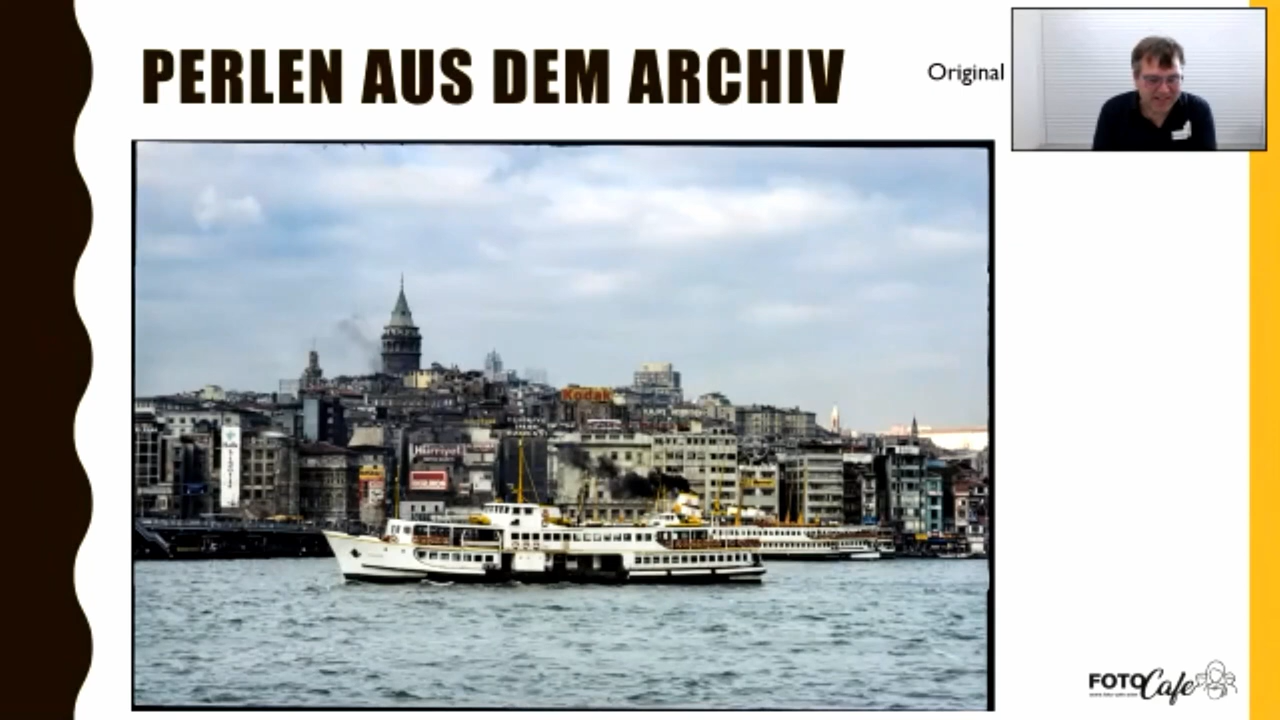 PERLEN AUS DEM ARCHIV
Original
Kodak
Hürriyet
FOTO Cafe